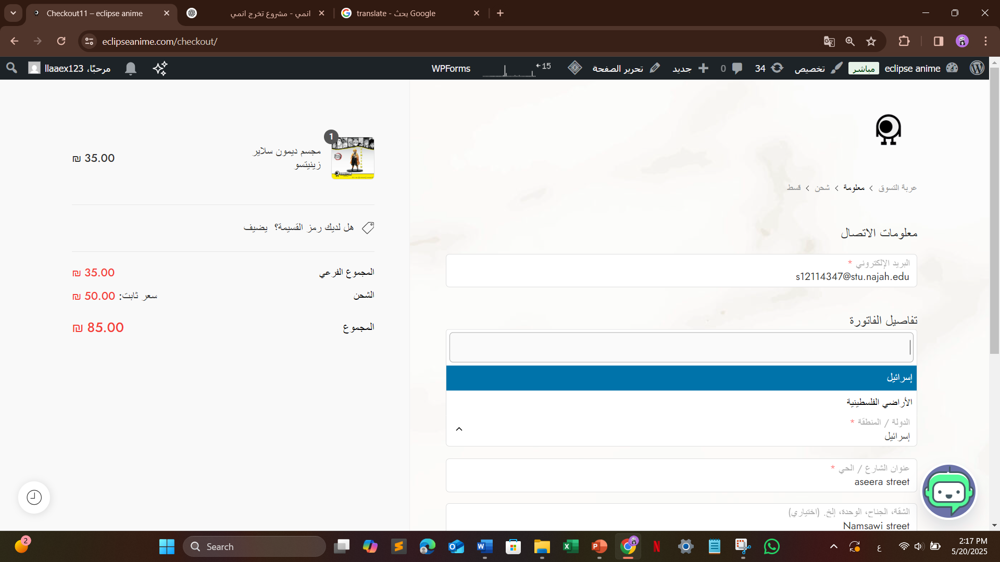 Checkout11 – eclipse anime
انمي - مشروع تخرج انمي
translate - بحث Google
eclipseanime.com/checkout/
eclipse anime
مباشر
تخصيص
34
0
جديد
تحرير الصفحة
15
WPForms
مرحبًا، llaaex123
عربة التسوق > معلومة > شحن > قسط
معلومات الاتصال
البريد الإلكتروني *
s12114347@stu.najah.edu
تفاصيل الفاتورة
إسرائيل
الأراضي الفلسطينية
الدولة / المنطقة *
إسرائيل
عنوان الشارع / الحي *
aseera street
الشقة، الجناح، الوحدة، إلخ. (اختياري)
Namsawi street
1
مجسم ديمون سلاير
زينيتسو
35.00 ₪
هل لديك رمز القسيمة؟ يضيف
المجموع الفرعي
35.00 ₪
الشحن
سعر ثابت: 50.00 ₪
المجموع
85.00 ₪
2
Search
ع
2:17 PM
5/20/2025